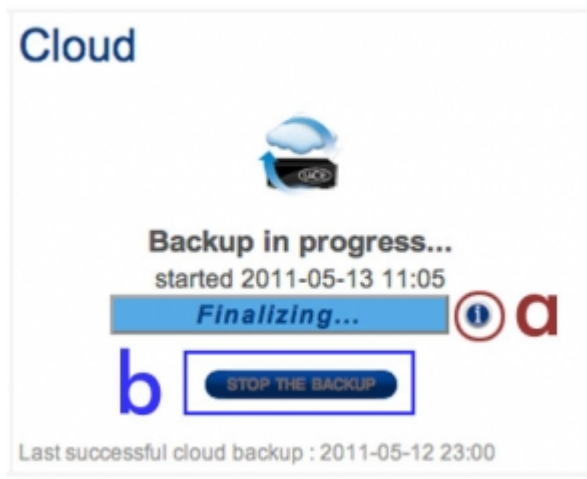 Cloud
LACIE
Backup in progress...
started 2011-05-13 11:05
Finalizing...
i a
b
STOP THE BACKUP
Last successful cloud backup : 2011-05-12 23:00